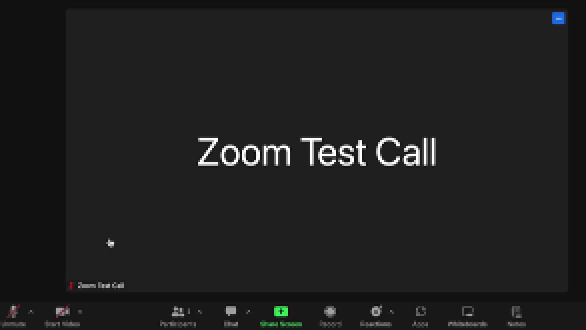 Zoom Test Call
Zoom Test Call
Unmute
Start Video
Participants
1
Chat
Share Screen
Record
Reactions
Apps
Whiteboards
Notes